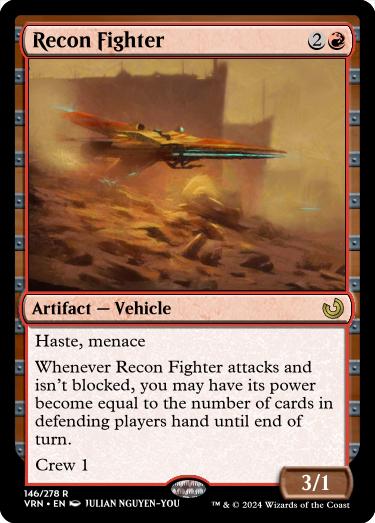 Recon Fighter 2
Artifact — Vehicle
Haste, menace
Whenever Recon Fighter attacks and
isn't blocked, you may have its power
become equal to the number of cards in
defending players hand until end of
turn.
Crew 1
3/1
146/278 R
VRN • EN JULIAN NGUYEN-YOU
™ & © 2024 Wizards of the Coast